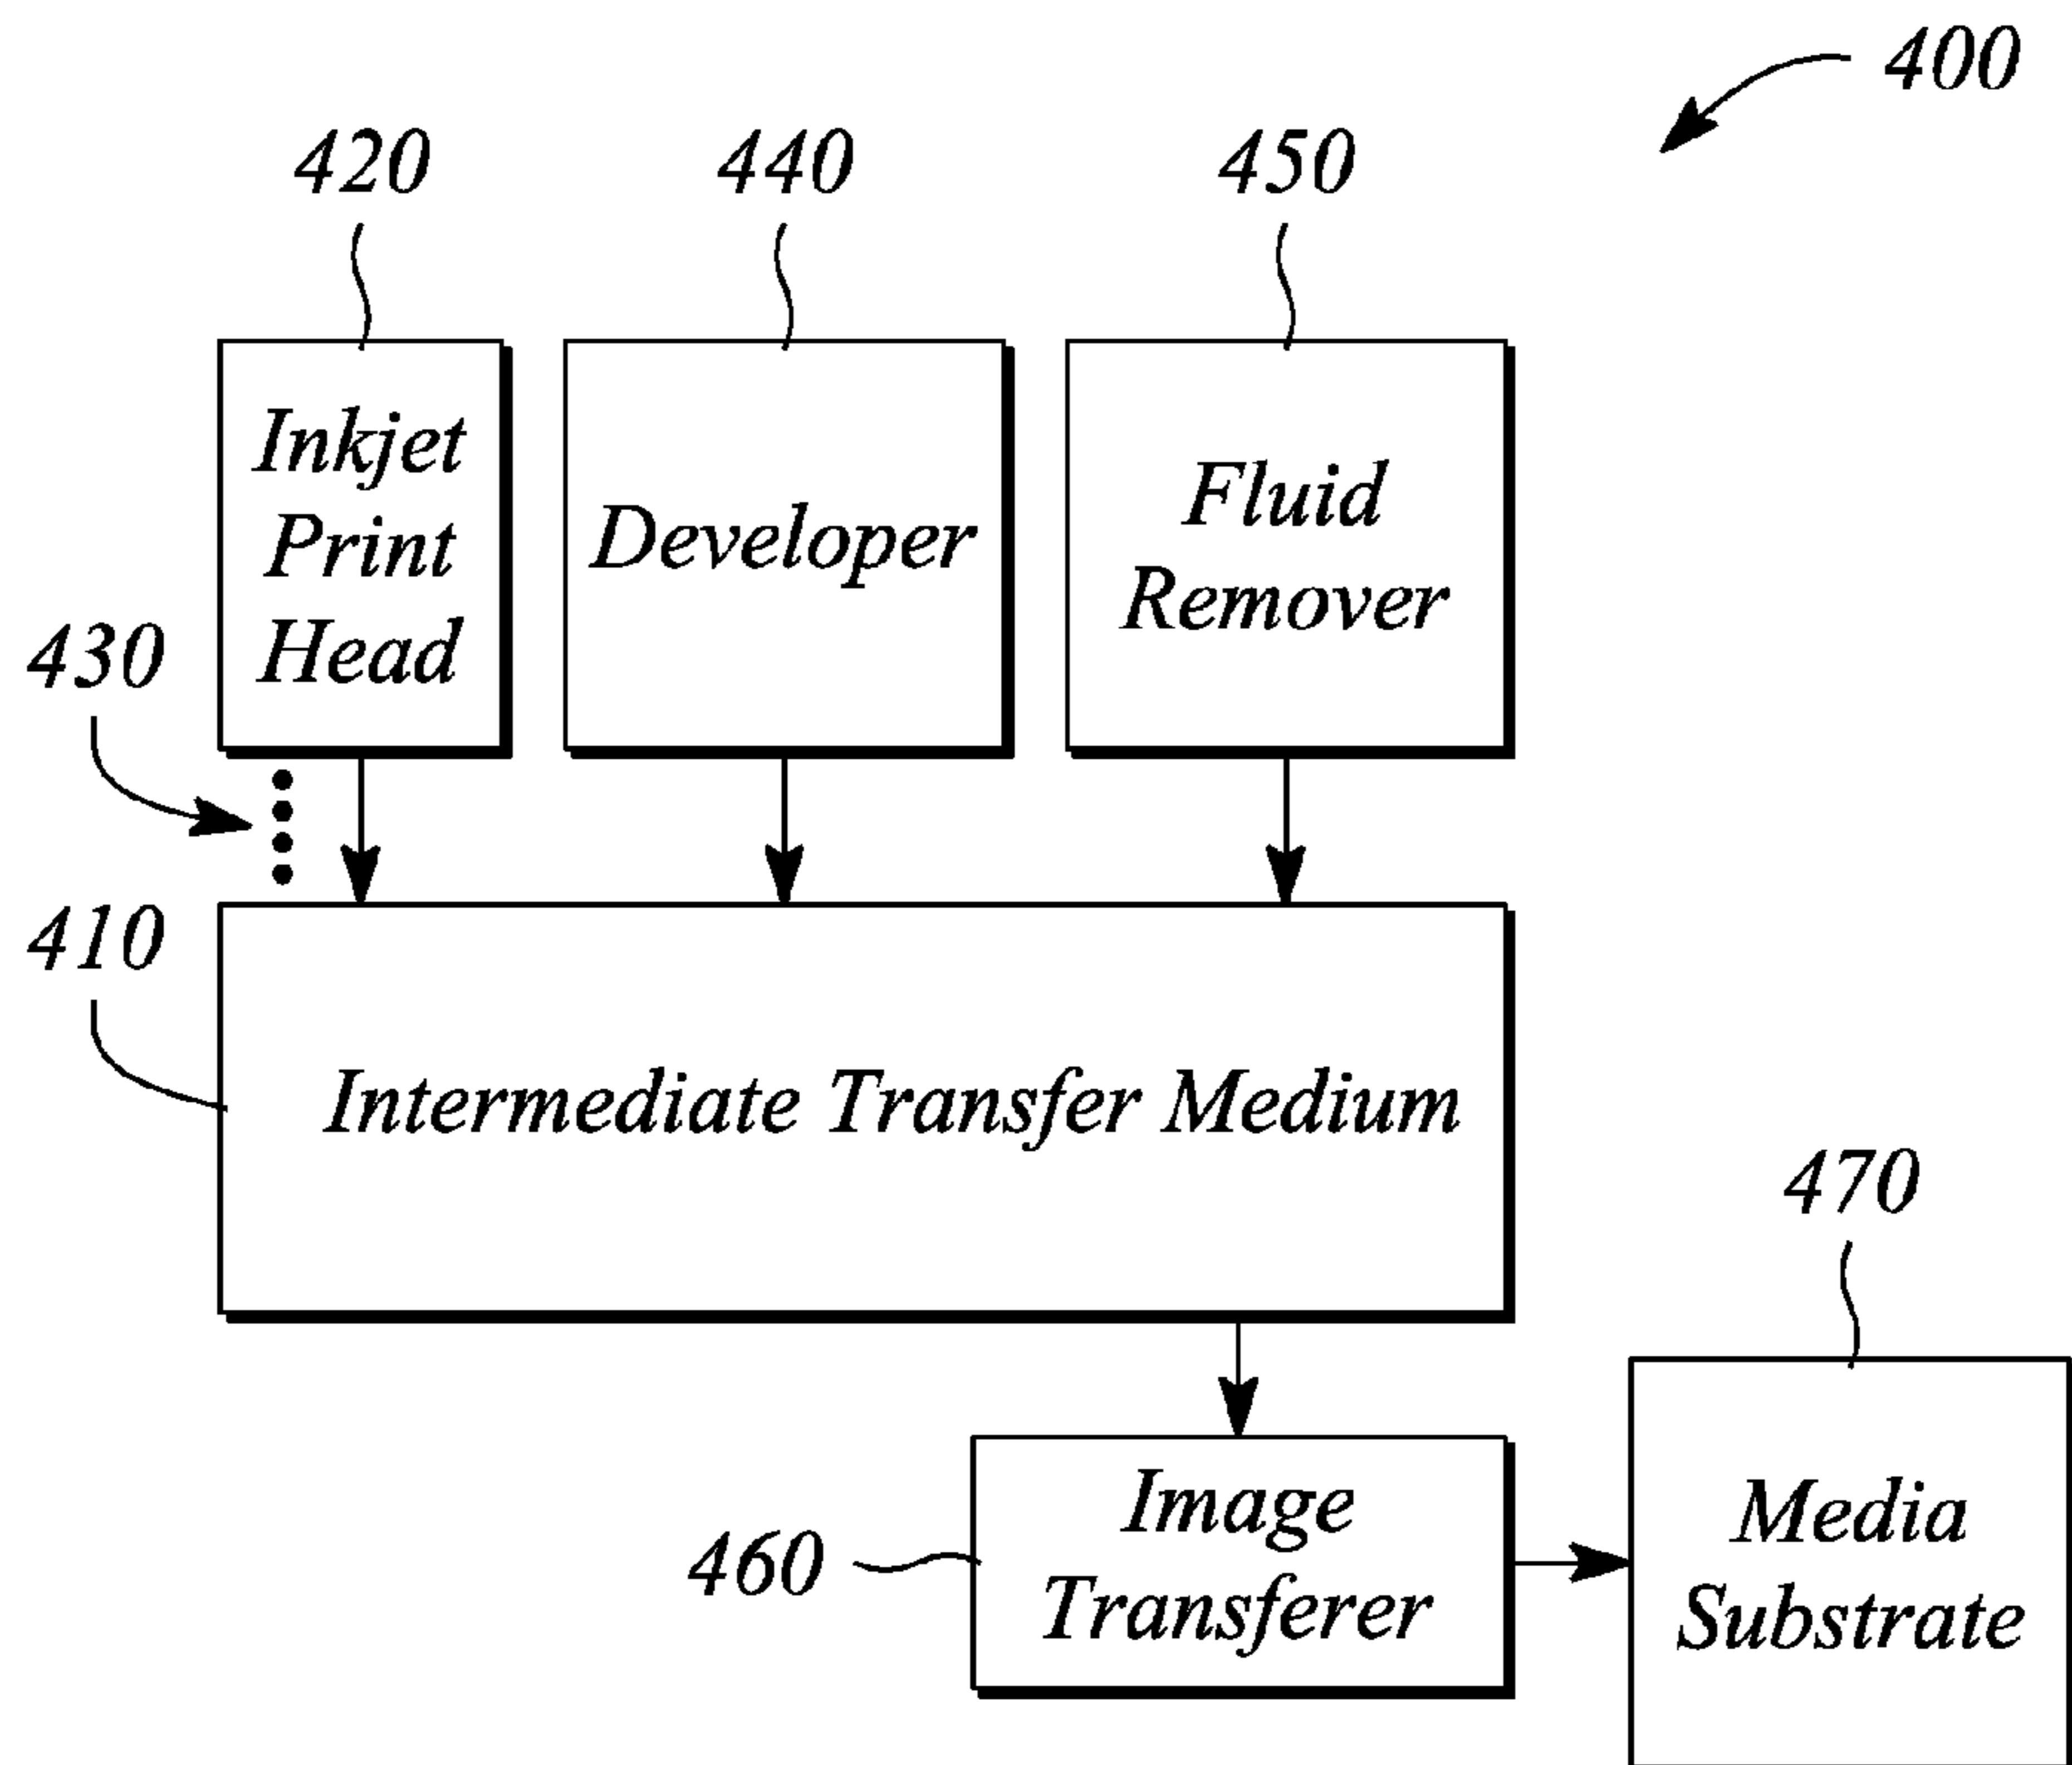 400
420
440
450
Inkjet
Print
Head
Developer
Fluid
Remover
430
410
Intermediate Transfer Medium
470
460
Image
Transferer
Media
Substrate